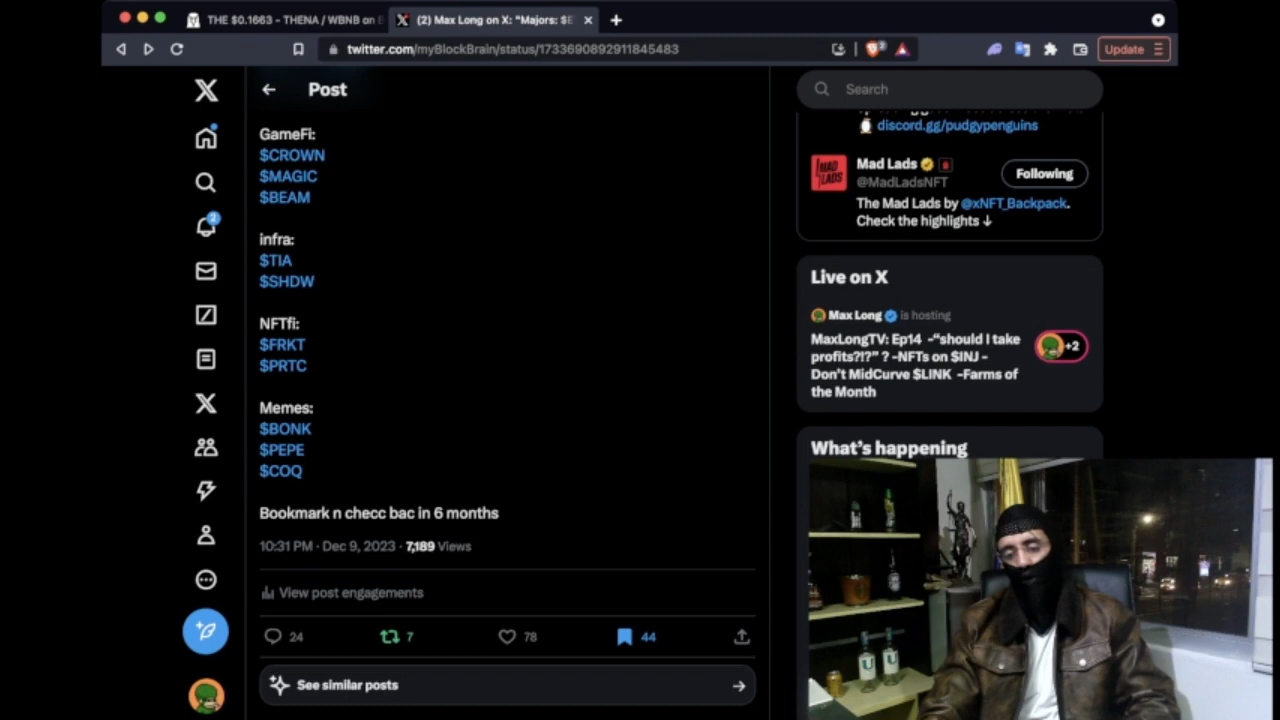 THE $0.1663 - THENA / WBNB on E
(2) Max Long on X: "Majors: $E
twitter.com/myBlockBrain/status/1733690892911845483
Update
Post
Search
GameFi:
$CROWN
$MAGIC
$BEAM
infra:
$TIA
$SHDW
NFTfi:
$FRKT
$PRTC
Memes:
$BONK
$PEPE
$COQ
Bookmark n checc bac in 6 months
10:31 PM · Dec 9, 2023 · 7,189 Views
View post engagements
24 7 78 44
See similar posts
2
discord.gg/pudgypenguins
MAD LADS
Mad Lads
@MadLadsNFT
Following
The Mad Lads by @xNFT_Backpack.
Check the highlights ↓
Live on X
Max Long is hosting
MaxLongTV: Ep14 -"should I take
profits?!?" ? -NFTs on $INJ -
Don't MidCurve $LINK -Farms of
the Month
+2
What's happening